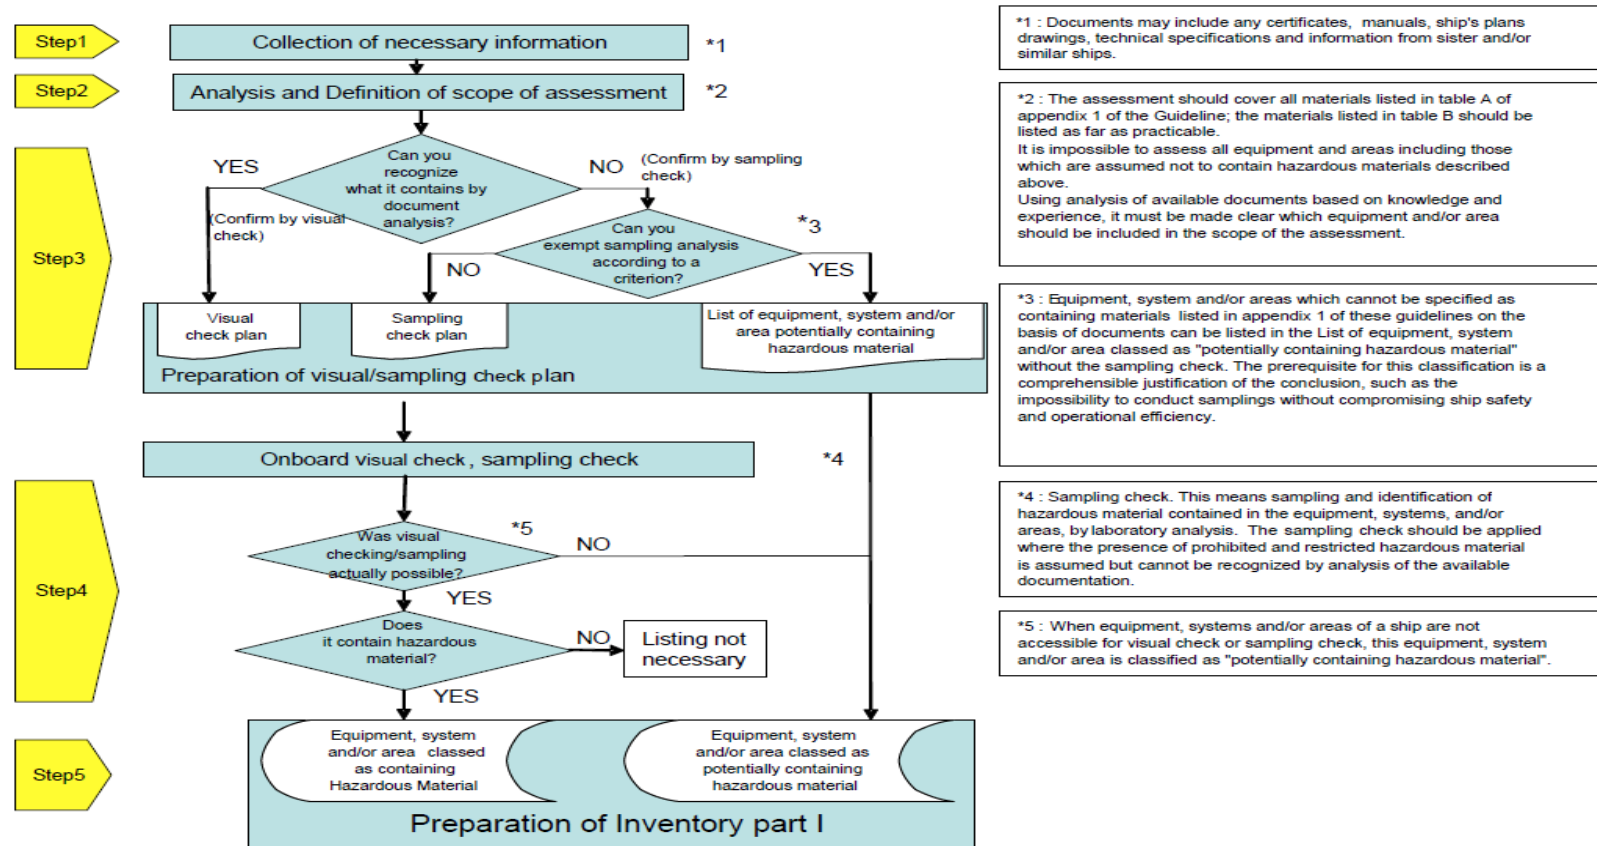 Step1
Collection of necessary information
*1
Step2
Analysis and Definition of scope of assessment
*2
Step3
YES
Can you
recognize
what it contains by
document
analysis?
NO
(Confirm by sampling
check)
(Confirm by visual
check)
*3
Can you
exempt sampling analysis
according to a
criterion?
NO
YES
Visual
check plan
Sampling
check plan
List of equipment, system and/or
area potentially containing
hazardous material
Preparation of visual/sampling check plan
Step4
Onboard visual check, sampling check
*4
*5
Was visual
checking/sampling
actually possible?
NO
YES
Does
it contain hazardous
material?
NO
Listing not
necessary
YES
Step5
Equipment, system
and/or area classed
as containing
Hazardous Material
Equipment, system
and/or area classed as
potentially containing
hazardous material
Preparation of Inventory part I
*1 : Documents may include any certificates, manuals, ship's plans
drawings, technical specifications and information from sister and/or
similar ships.
*2 : The assessment should cover all materials listed in table A of
appendix 1 of the Guideline; the materials listed in table B should be
listed as far as practicable.
It is impossible to assess all equipment and areas including those
which are assumed not to contain hazardous materials described
above.
Using analysis of available documents based on knowledge and
experience, it must be made clear which equipment and/or area
should be included in the scope of the assessment.
*3 : Equipment, system and/or areas which cannot be specified as
containing materials listed in appendix 1 of these guidelines on the
basis of documents can be listed in the List of equipment, system
and/or area classed as "potentially containing hazardous material"
without the sampling check. The prerequisite for this classification is a
comprehensible justification of the conclusion, such as the
impossibility to conduct samplings without compromising ship safety
and operational efficiency.
*4 : Sampling check. This means sampling and identification of
hazardous material contained in the equipment, systems, and/or
areas, by laboratory analysis. The sampling check should be applied
where the presence of prohibited and restricted hazardous material
is assumed but cannot be recognized by analysis of the available
documentation.
*5 : When equipment, systems and/or areas of a ship are not
accessible for visual check or sampling check, this equipment, system
and/or area is classified as "potentially containing hazardous material".